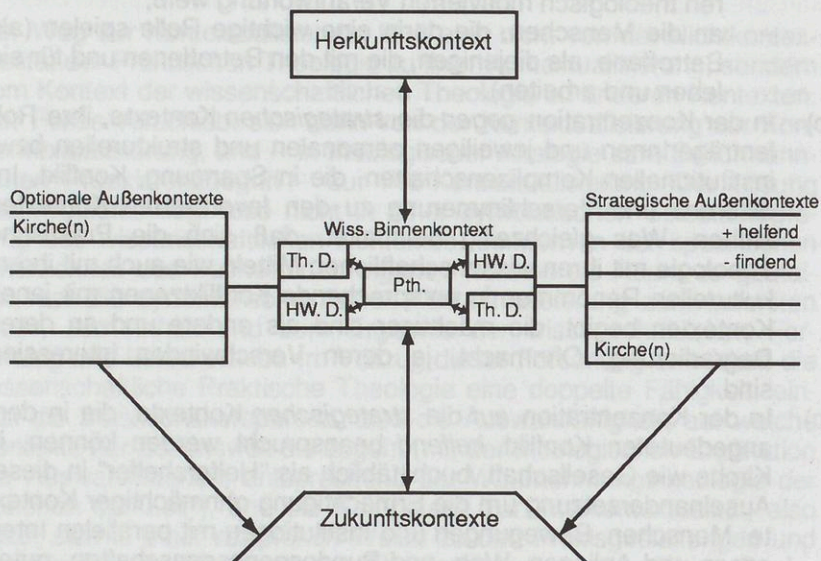 Herkunftskontext
Optionale Außenkontexte
Kirche(n)
Wiss. Binnenkontext
Th. D.
HW. D.
Pth.
HW. D.
Th. D.
Strategische Außenkontexte
+ helfend
- findend
Kirche(n)
Zukunftskontexte